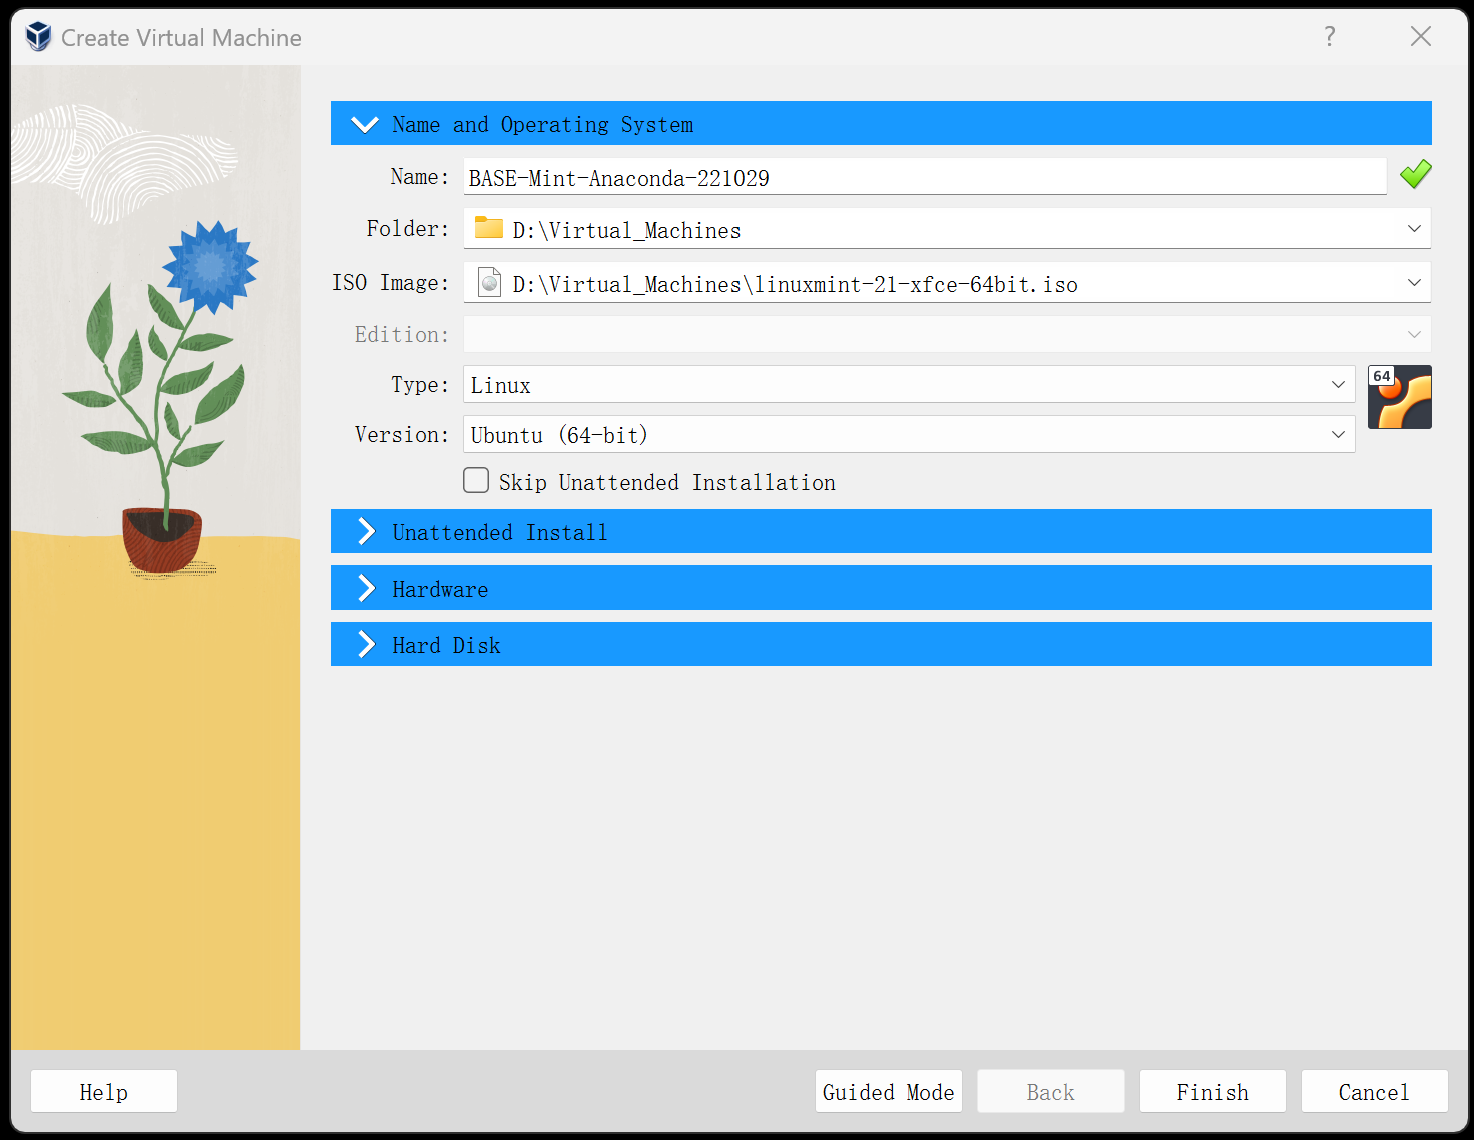 Create Virtual Machine
?
Name and Operating System
Name: BASE-Mint-Anaconda-221029
Folder: D:\Virtual_Machines
ISO Image: D:\Virtual_Machines\linuxmint-21-xfce-64bit.iso
Edition:
Type: Linux
64
Version: Ubuntu (64-bit)
Skip Unattended Installation
Unattended Install
Hardware
Hard Disk
Help Guided Mode Back Finish Cancel